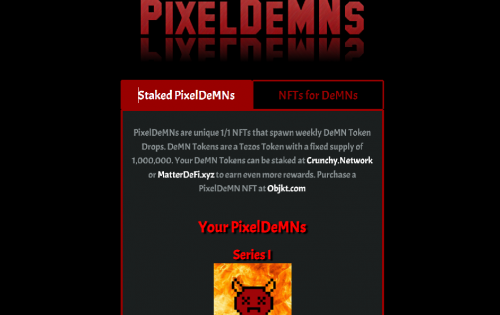 PixelDeMNs
Staked PixelDeMNs
NFTs for DeMNs
PixelDeMNs are unique 1/1 NFTs that spawn weekly DeMN Token
Drops. DeMN Tokens are a Tezos Token with a fixed supply of
1,000,000. Your DeMN Tokens can be staked at Crunchy.Network
or MatterDeFi.xyz to earn even more rewards. Purchase a
PixelDeMN NFT at Objkt.com
Your PixelDeMNs
Series 1